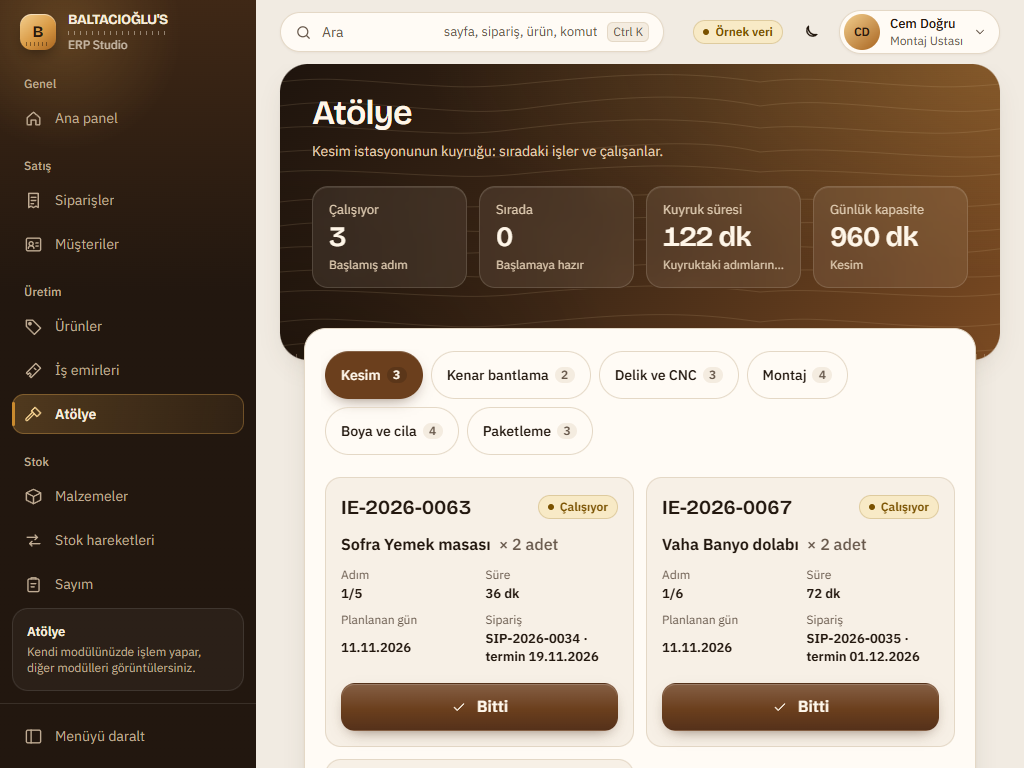 B
BALTACIOĞLU'S
ERP Studio
Genel
Ana panel
Satış
Siparişler
Müşteriler
Üretim
Ürünler
İş emirleri
Atölye
Stok
Malzemeler
Stok hareketleri
Sayım
Atölye
Kendi modülünüzde işlem yapar,
diğer modülleri görüntülersiniz.
Menüyü daralt
Ara
sayfa, sipariş, ürün, komut
Ctrl K
Örnek veri
CD
Cem Doğru
Montaj Ustası
Atölye
Kesim istasyonunun kuyruğu: sıradaki işler ve çalışanlar.
Çalışıyor
3
Başlamış adım
Sırada
0
Başlamaya hazır
Kuyruk süresi
122 dk
Kuyruktaki adımların...
Günlük kapasite
960 dk
Kesim
Kesim 3
Kenar bantlama 2
Delik ve CNC 3
Montaj 4
Boya ve cila 4
Paketleme 3
IE-2026-0063
Çalışıyor
Sofra Yemek masası × 2 adet
Adım
1/5
Süre
36 dk
Planlanan gün
11.11.2026
Sipariş
SIP-2026-0034 ·
termin 19.11.2026
Bitti
IE-2026-0067
Çalışıyor
Vaha Banyo dolabı × 2 adet
Adım
1/6
Süre
72 dk
Planlanan gün
11.11.2026
Sipariş
SIP-2026-0035 ·
termin 01.12.2026
Bitti